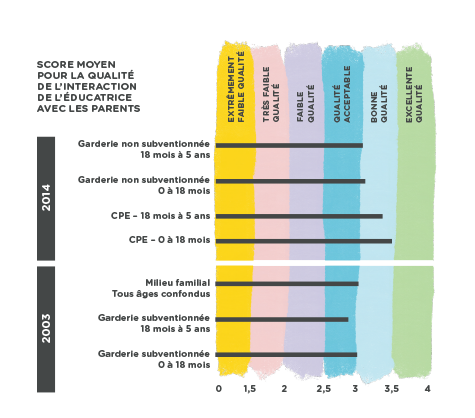 SCORE MOYEN
POUR LA QUALITÉ
DE L'INTERACTION
DE L'ÉDUCATRICE
AVEC LES PARENTS
EXTRÊMEMENT
FAIBLE QUALITÉ
TRÈS FAIBLE
QUALITÉ
FAIBLE
QUALITÉ
QUALITÉ
ACCEPTABLE
BONNE
QUALITÉ
EXCELLENTE
QUALITÉ
2014
Garderie non subventionnée
18 mois à 5 ans
Garderie non subventionnée
0 à 18 mois
CPE – 18 mois à 5 ans
CPE – 0 à 18 mois
2003
Milieu familial
Tous âges confondus
Garderie subventionnée
18 mois à 5 ans
Garderie subventionnée
0 à 18 mois
0 1,5 2 2,5 3 3,5 4